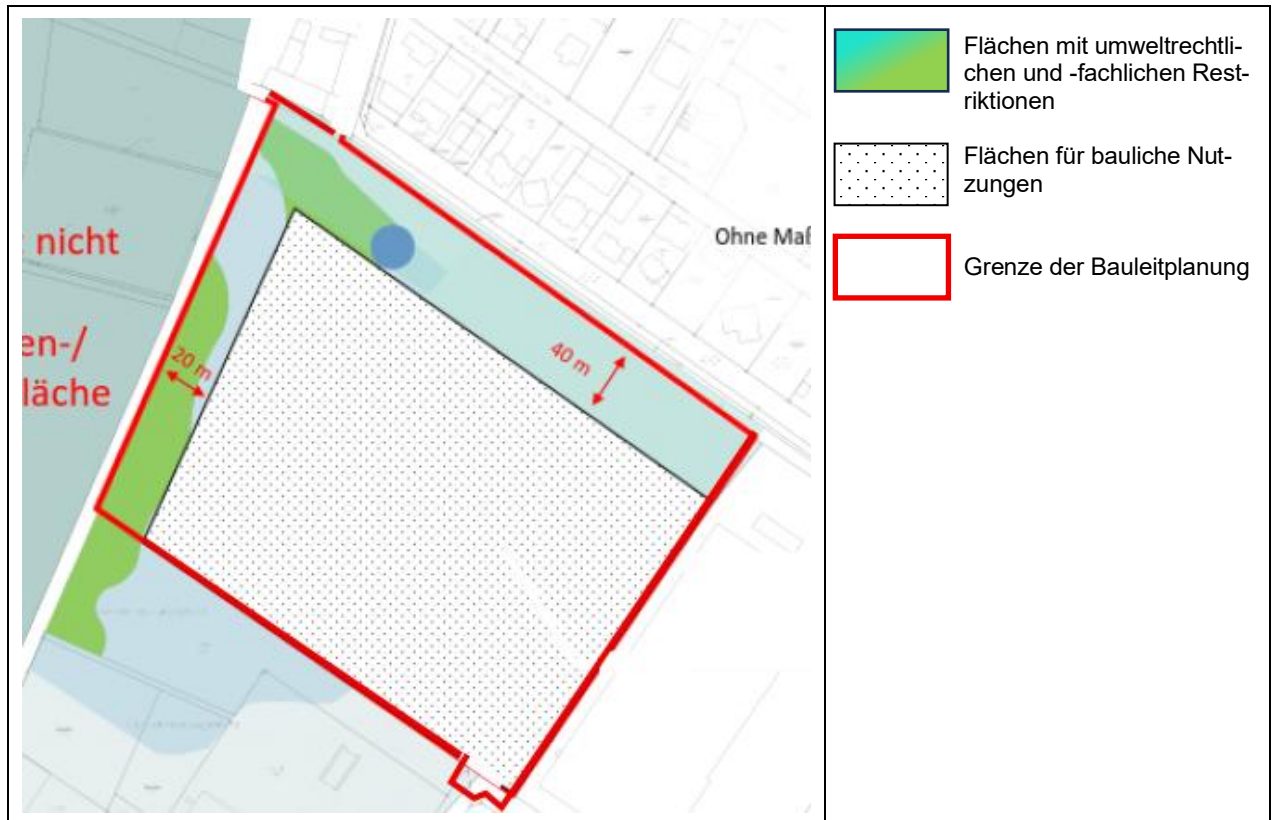 Flächen mit umweltrechtli-
chen und -fachlichen Rest-
riktionen
Flächen für bauliche Nut-
zungen
Grenze der Bauleitplanung
nicht
en-/
läche
20 m
40 m
Ohne Maß